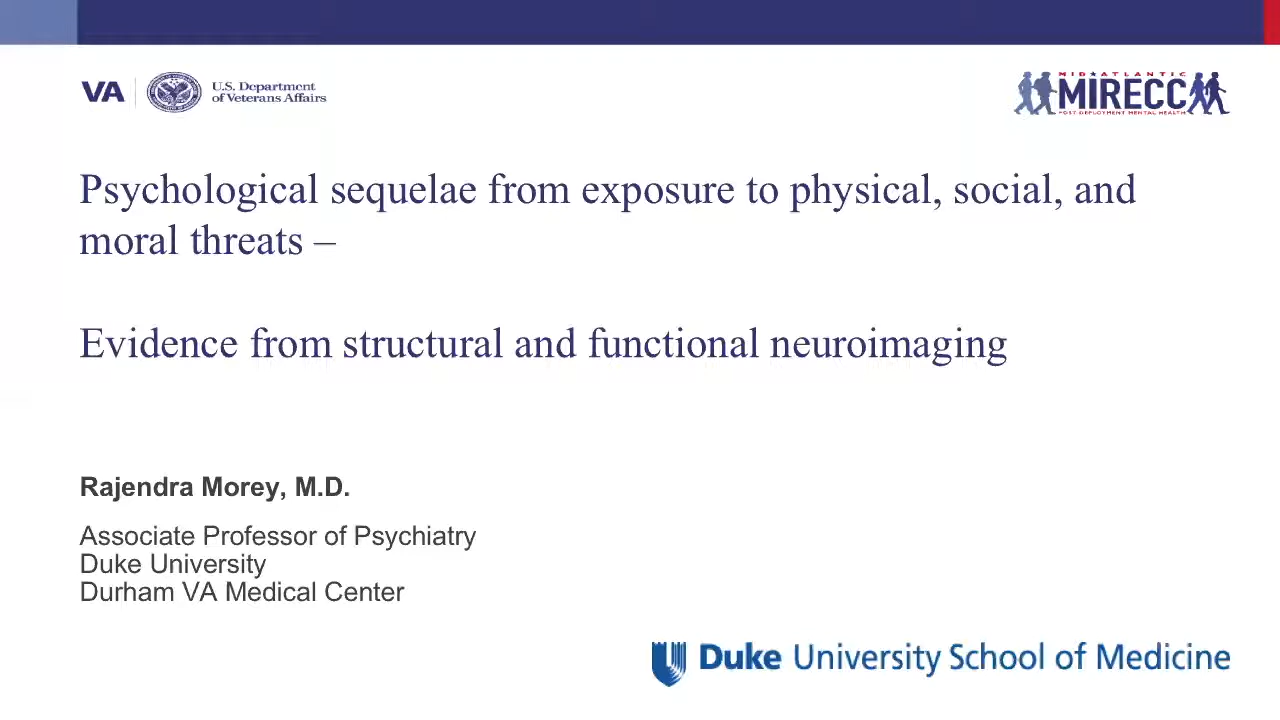 VA
U.S. Department
of Veterans Affairs
MID★ATLANTIC
MIRECC
POST DEPLOYMENT MENTAL HEALTH
Psychological sequelae from exposure to physical, social, and
moral threats –
Evidence from structural and functional neuroimaging
Rajendra Morey, M.D.
Associate Professor of Psychiatry
Duke University
Durham VA Medical Center
Duke University School of Medicine